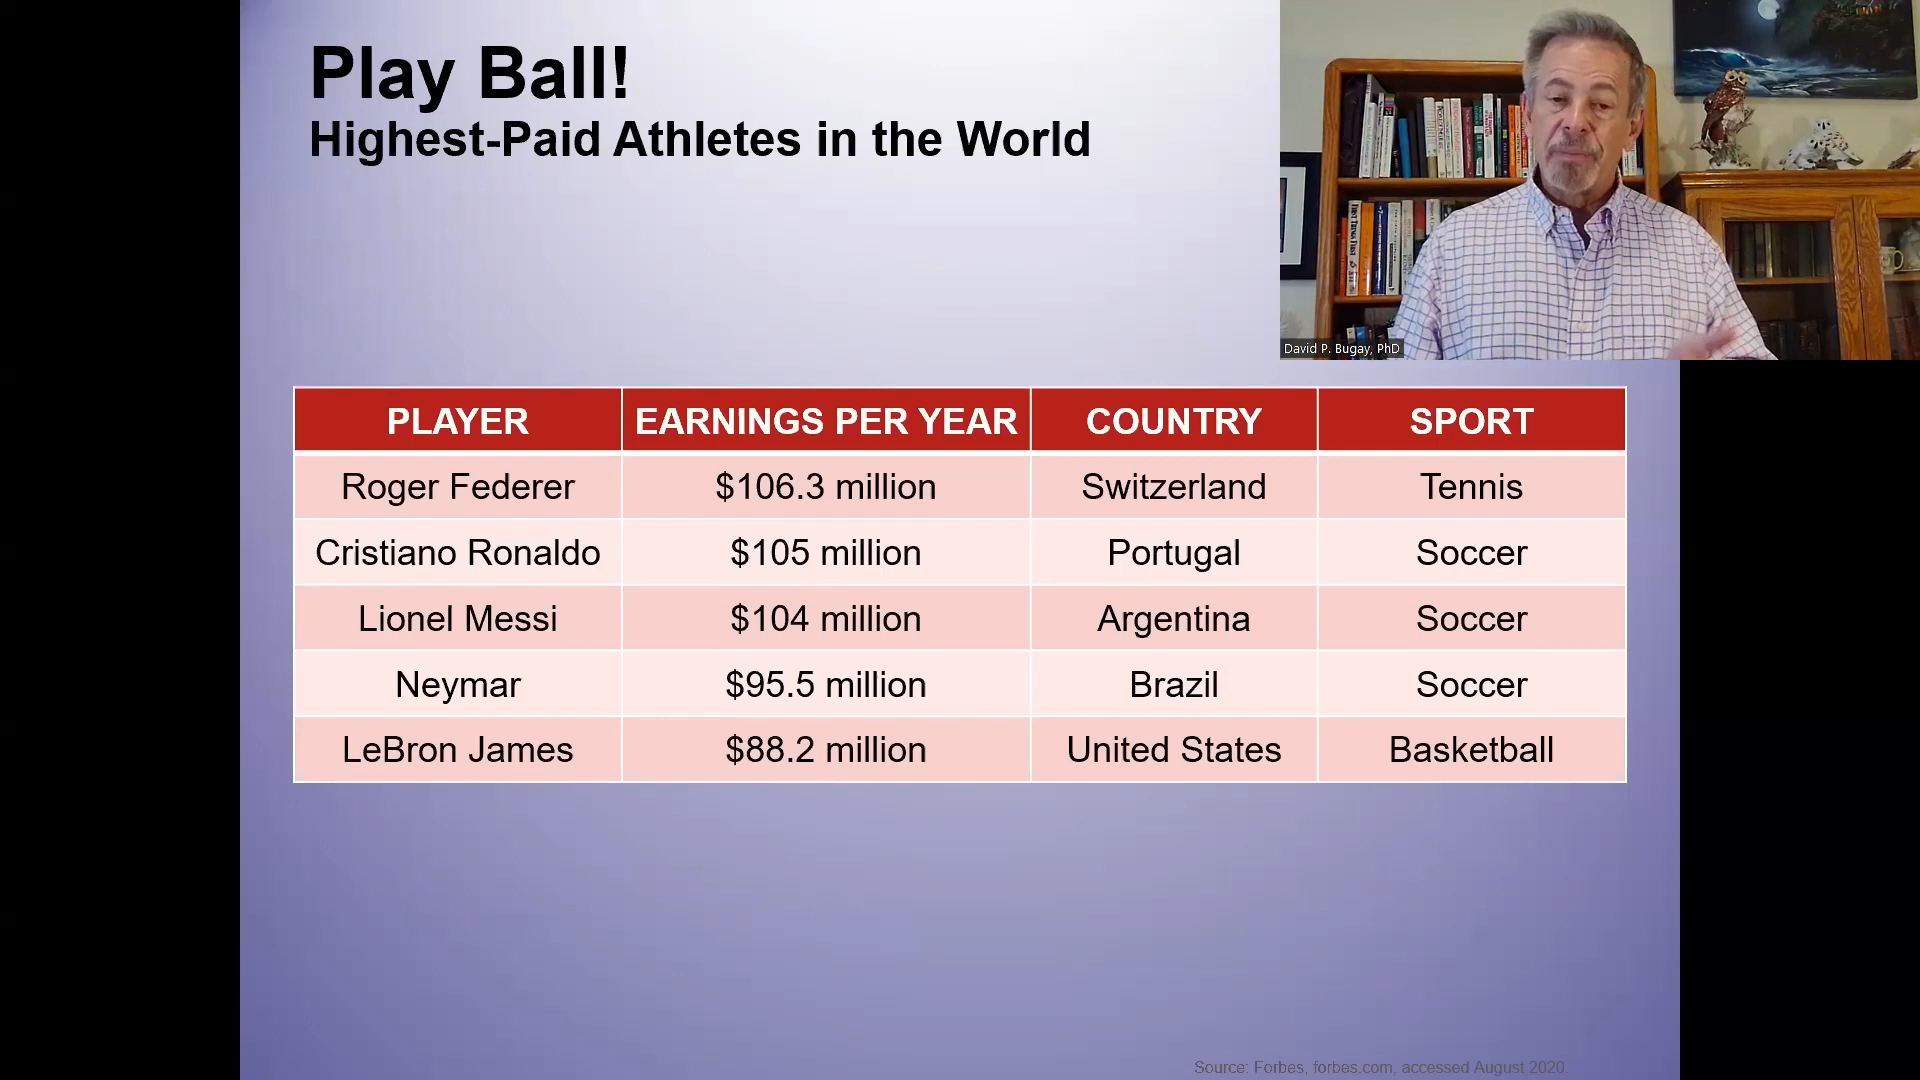 Play Ball!
Highest-Paid Athletes in the World
David P. Bugay, PhD
PLAYER EARNINGS PER YEAR COUNTRY SPORT
Roger Federer $106.3 million Switzerland Tennis
Cristiano Ronaldo $105 million Portugal Soccer
Lionel Messi $104 million Argentina Soccer
Neymar $95.5 million Brazil Soccer
LeBron James $88.2 million United States Basketball
Source: Forbes, forbes.com, accessed August 2020.